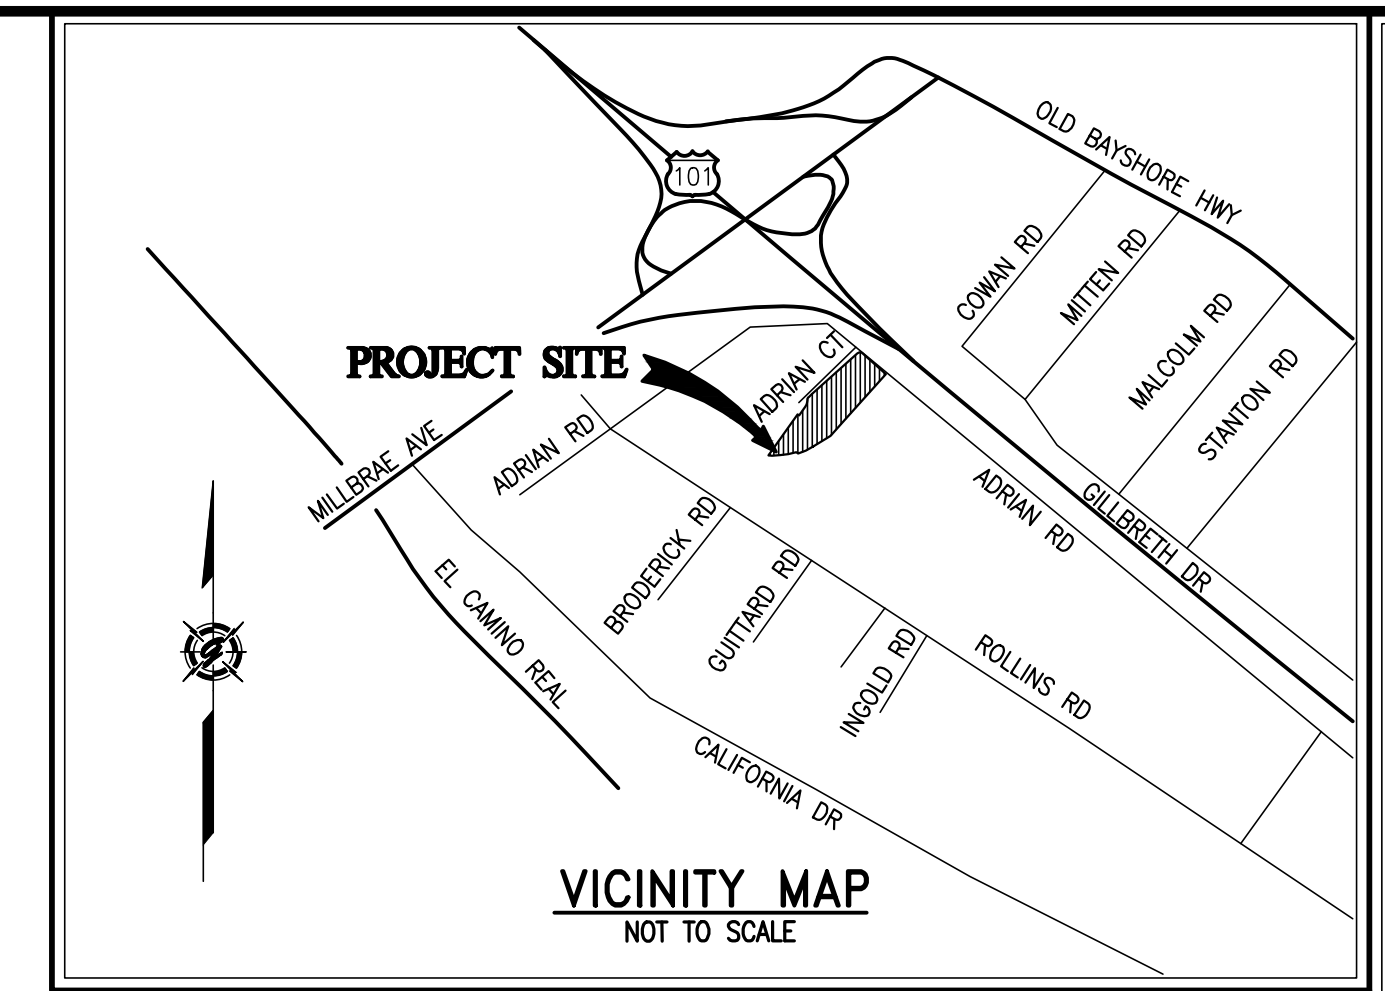 OLD BAYSHORE HWY
101
COWAN RD
MITTEN RD
MALCOLM RD
STANTON RD
PROJECT SITE
ADRIAN CT
MILLBRAE AVE
ADRIAN RD
ADRIAN RD
GILLBRETH DR
BRODERICK RD
GUITTARD RD
INGOLD RD
ROLLINS RD
EL CAMINO REAL
CALIFORNIA DR
VICINITY MAP
NOT TO SCALE